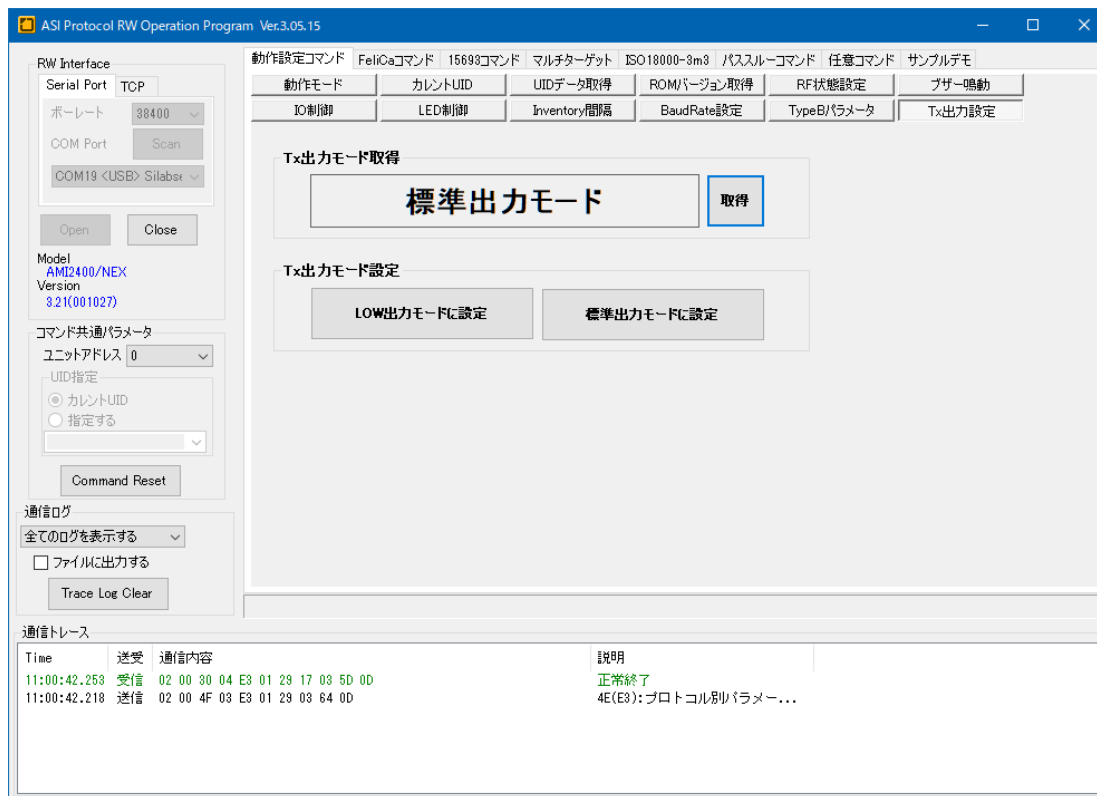 ASI Protocol RW Operation Program Ver.3.05.15
RW Interface
Serial Port TCP
ボーレート 38400
COM Port Scan
COM19 <USB> Silabse
Open Close
Model
AMI2400/NEX
Version
3.21(001027)
コマンド共通パラメータ
ユニットアドレス 0
UID指定
カレントUID
指定する
Command Reset
通信ログ
全てのログを表示する
ファイルに出力する
Trace Log Clear
動作設定コマンド FeliCaコマンド 15693コマンド マルチターゲット ISO18000-3m3 パススルーコマンド 任意コマンド サンプルデモ
動作モード カレントUID UIDデータ取得 ROMバージョン取得 RF状態設定 ブザー鳴動
IO制御 LED制御 Inventory間隔 BaudRate設定 TypeBパラメータ Tx出力設定
Tx出力モード取得
標準出力モード 取得
Tx出力モード設定
LOW出力モードに設定 標準出力モードに設定
通信トレース
Time 送受 通信内容 説明
11:00:42.253 受信 02 00 30 04 E3 01 29 17 03 5D 0D 正常終了
11:00:42.218 送信 02 00 4F 03 E3 01 29 03 64 0D 4E(E3):プロトコル別パラメー...